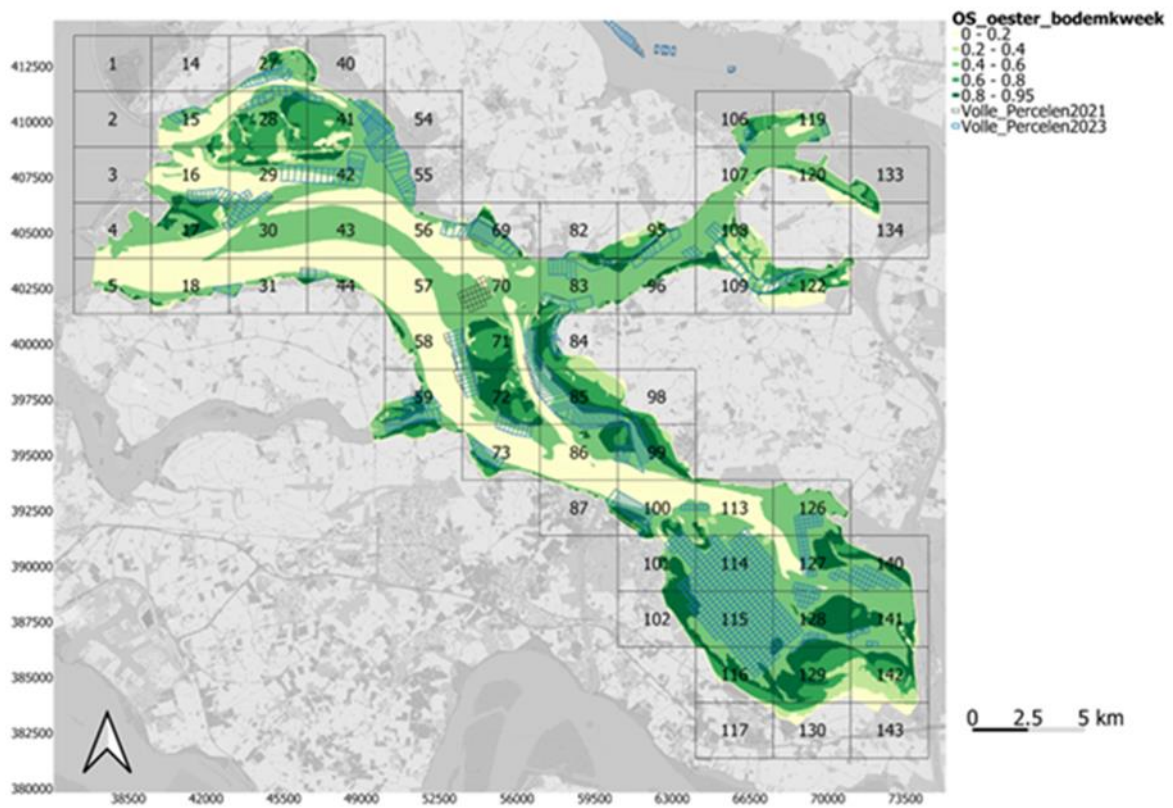 OS_oester_bodemkweek
0 - 0.2
0.2 - 0.4
0.4 - 0.6
0.6 - 0.8
0.8 - 0.95
Volle_Percelen2021
Volle_Percelen2023
412500
1 14 27 40
410000
2 15 28 41 54 106 119
407500
3 16 29 42 55 107 120 133
405000
4 17 30 43 56 69 82 95 108 134
402500
5 18 31 44 57 70 83 96 109 122
400000
58 71 84
397500
59 72 85 98
395000
73 86 99
392500
87 100 113 126
390000
101 114 127 140
387500
102 115 128 141
385000
116 129 142
382500
117 130 143
0 2.5 5 km
380000
38500 42000 45500 49000 52500 56000 59500 63000 66500 70000 73500